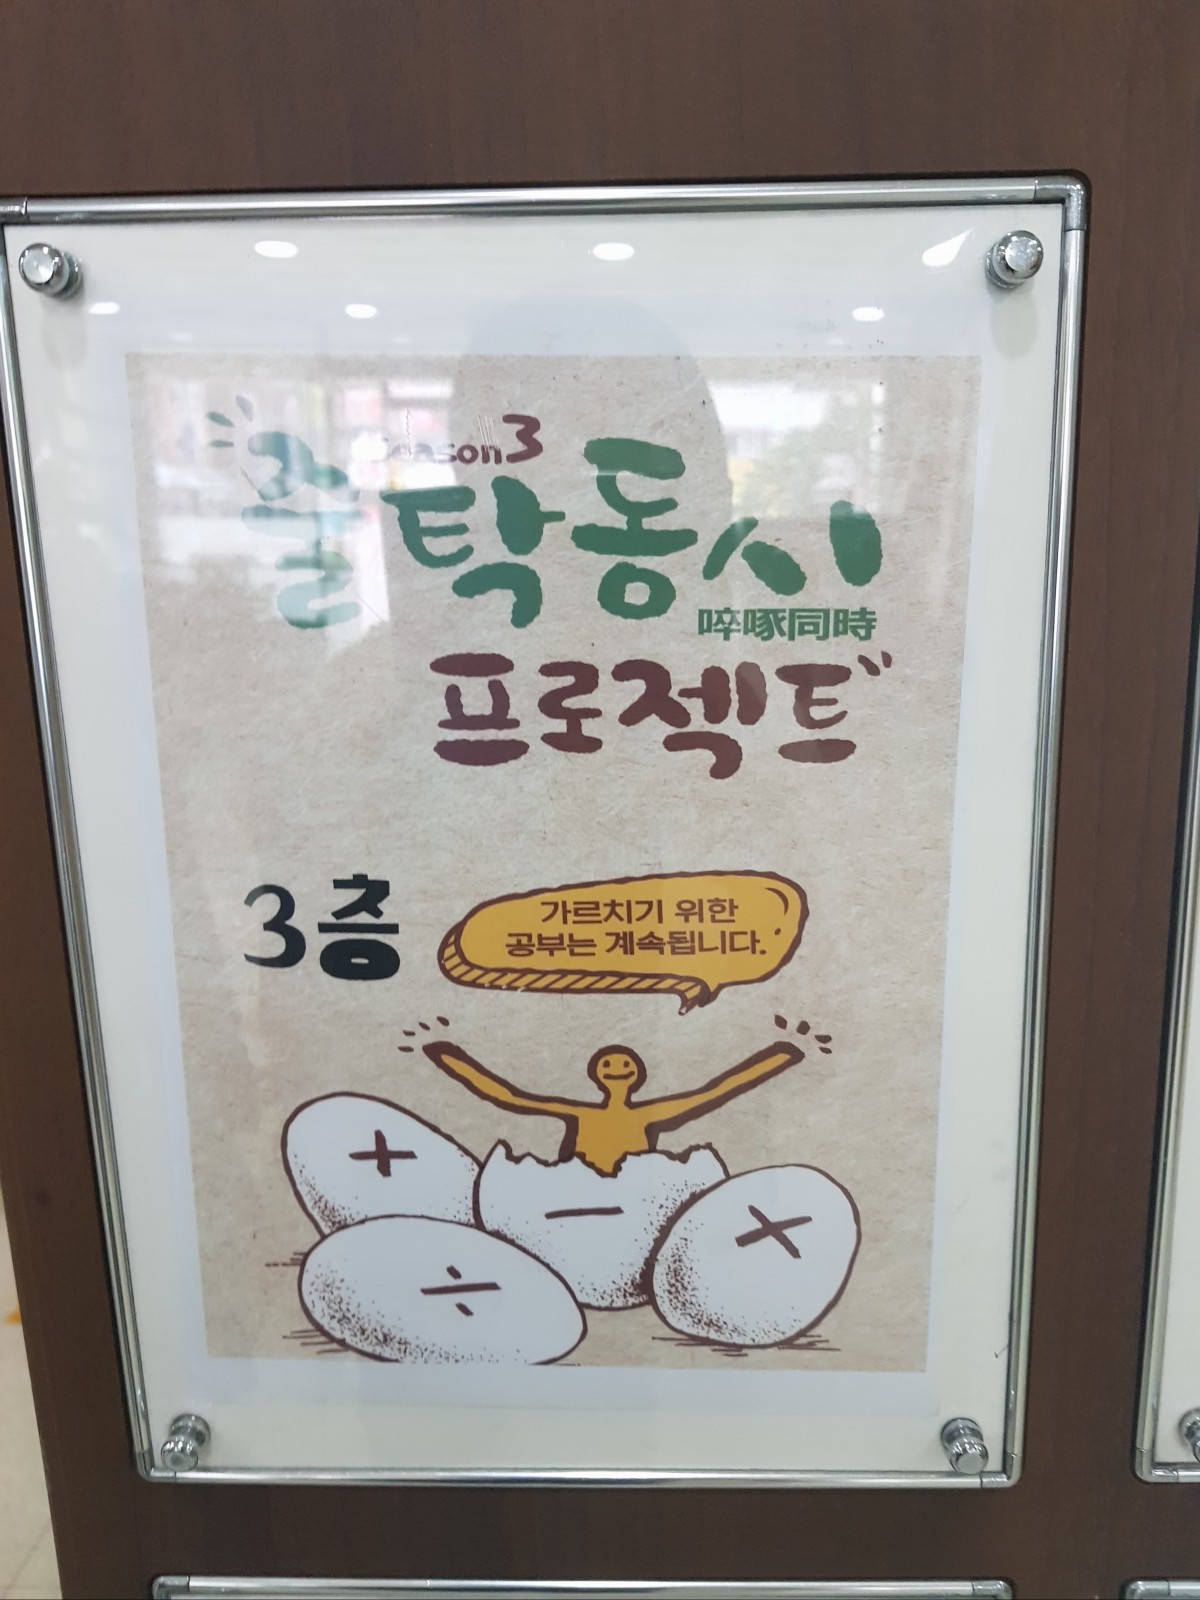 Season3
줄탁동시
啐啄同時
프로젝트
3층
가르치기 위한
공부는 계속됩니다.
+
−
×
÷